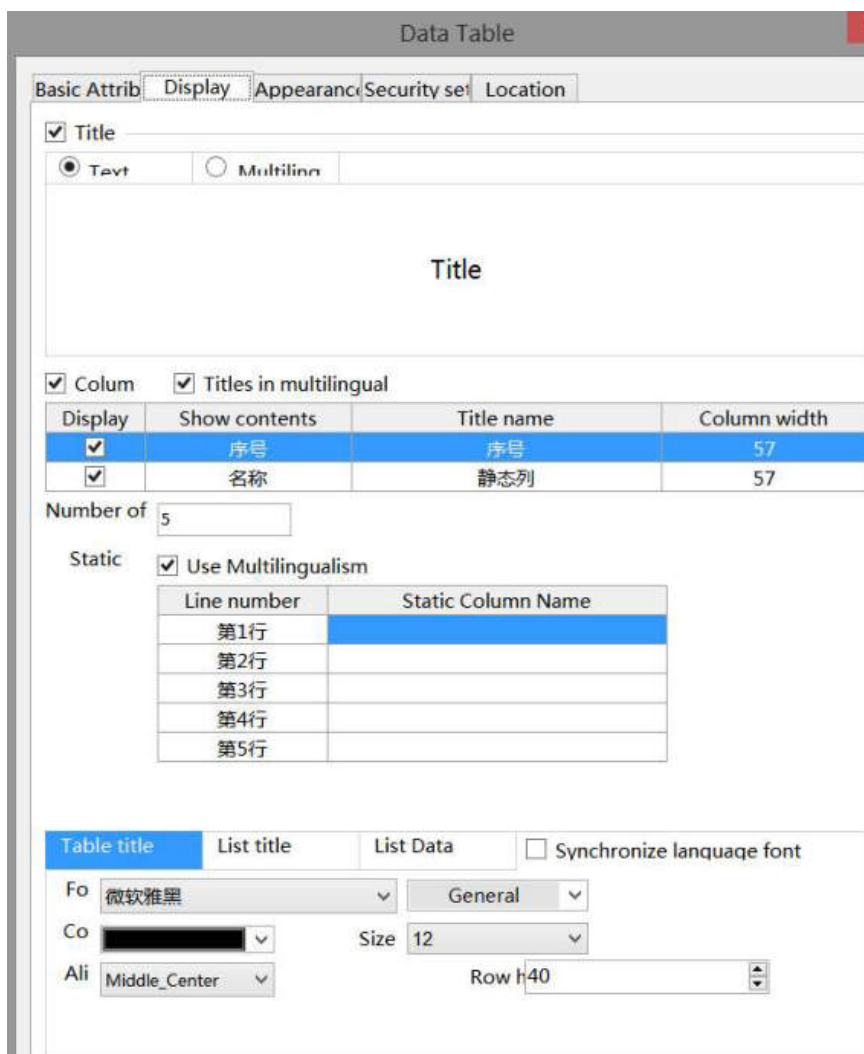 Data Table
Basic Attrib Display Appearanc Security set Location
Title
Text Multiling
Title
Colum Titles in multilingual
Display Show contents Title name Column width
序号 序号 57
名称 静态列 57
Number of 5
Static Use Multilingualism
Line number Static Column Name
第1行
第2行
第3行
第4行
第5行
Table title List title List Data Synchronize language font
Fo 微软雅黑 General
Co Size 12
Ali Middle_Center Row h 40